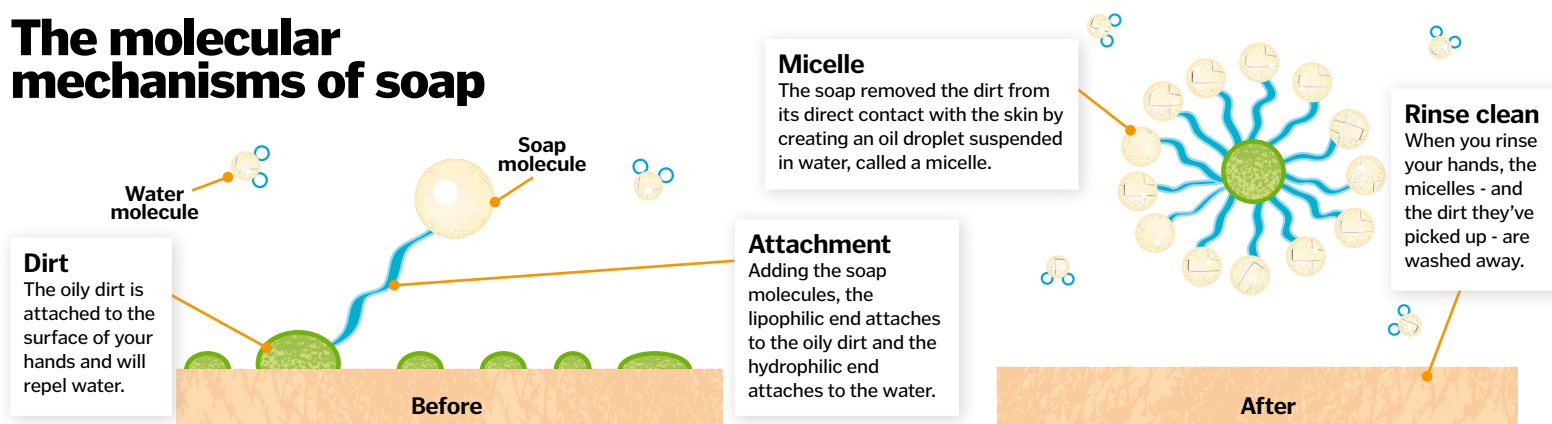 The molecular
mechanisms of soap
Water
molecule
Soap
molecule
Dirt
The oily dirt is
attached to the
surface of your
hands and will
repel water.
Before
Attachment
Adding the soap
molecules, the
lipophilic end attaches
to the oily dirt and the
hydrophilic end
attaches to the water.
Micelle
The soap removed the dirt from
its direct contact with the skin by
creating an oil droplet suspended
in water, called a micelle.
Rinse clean
When you rinse
your hands, the
micelles - and
the dirt they’ve
picked up - are
washed away.
After